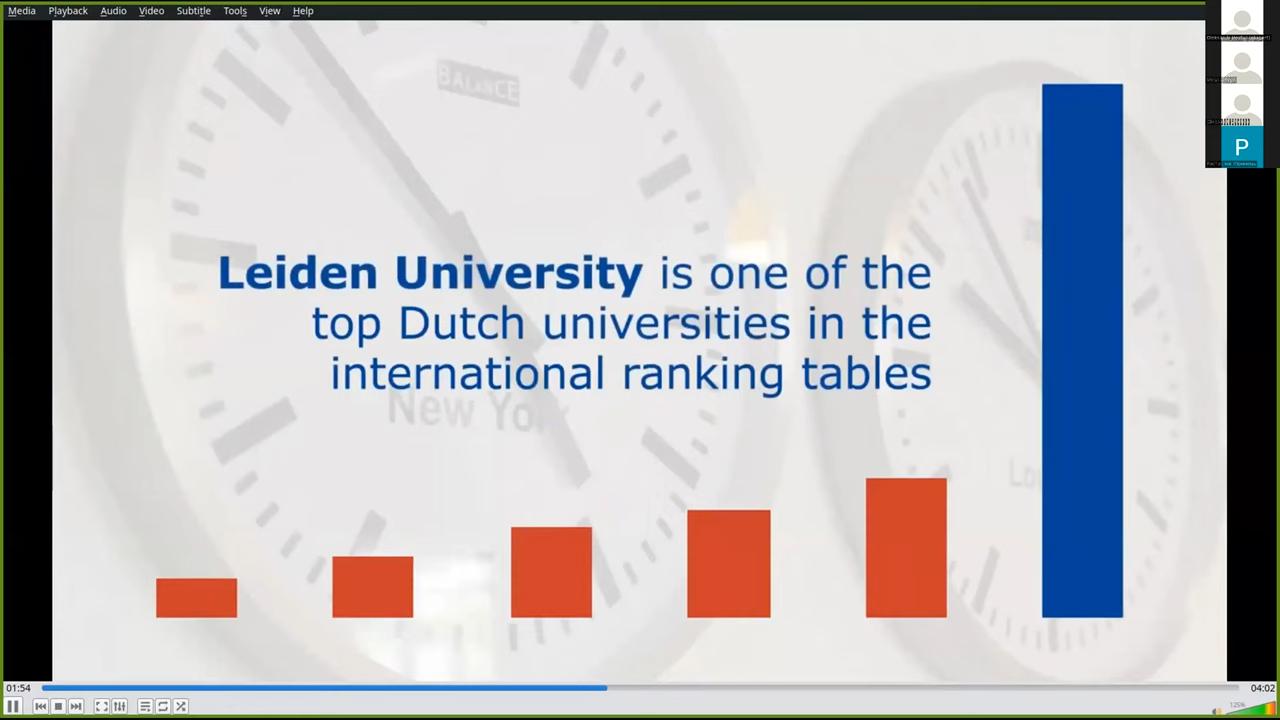 Media Playback Audio Video Subtitle Tools View Help
BALANCE
Leiden University is one of the
top Dutch universities in the
international ranking tables
New York
P
01:54
04:02
125%